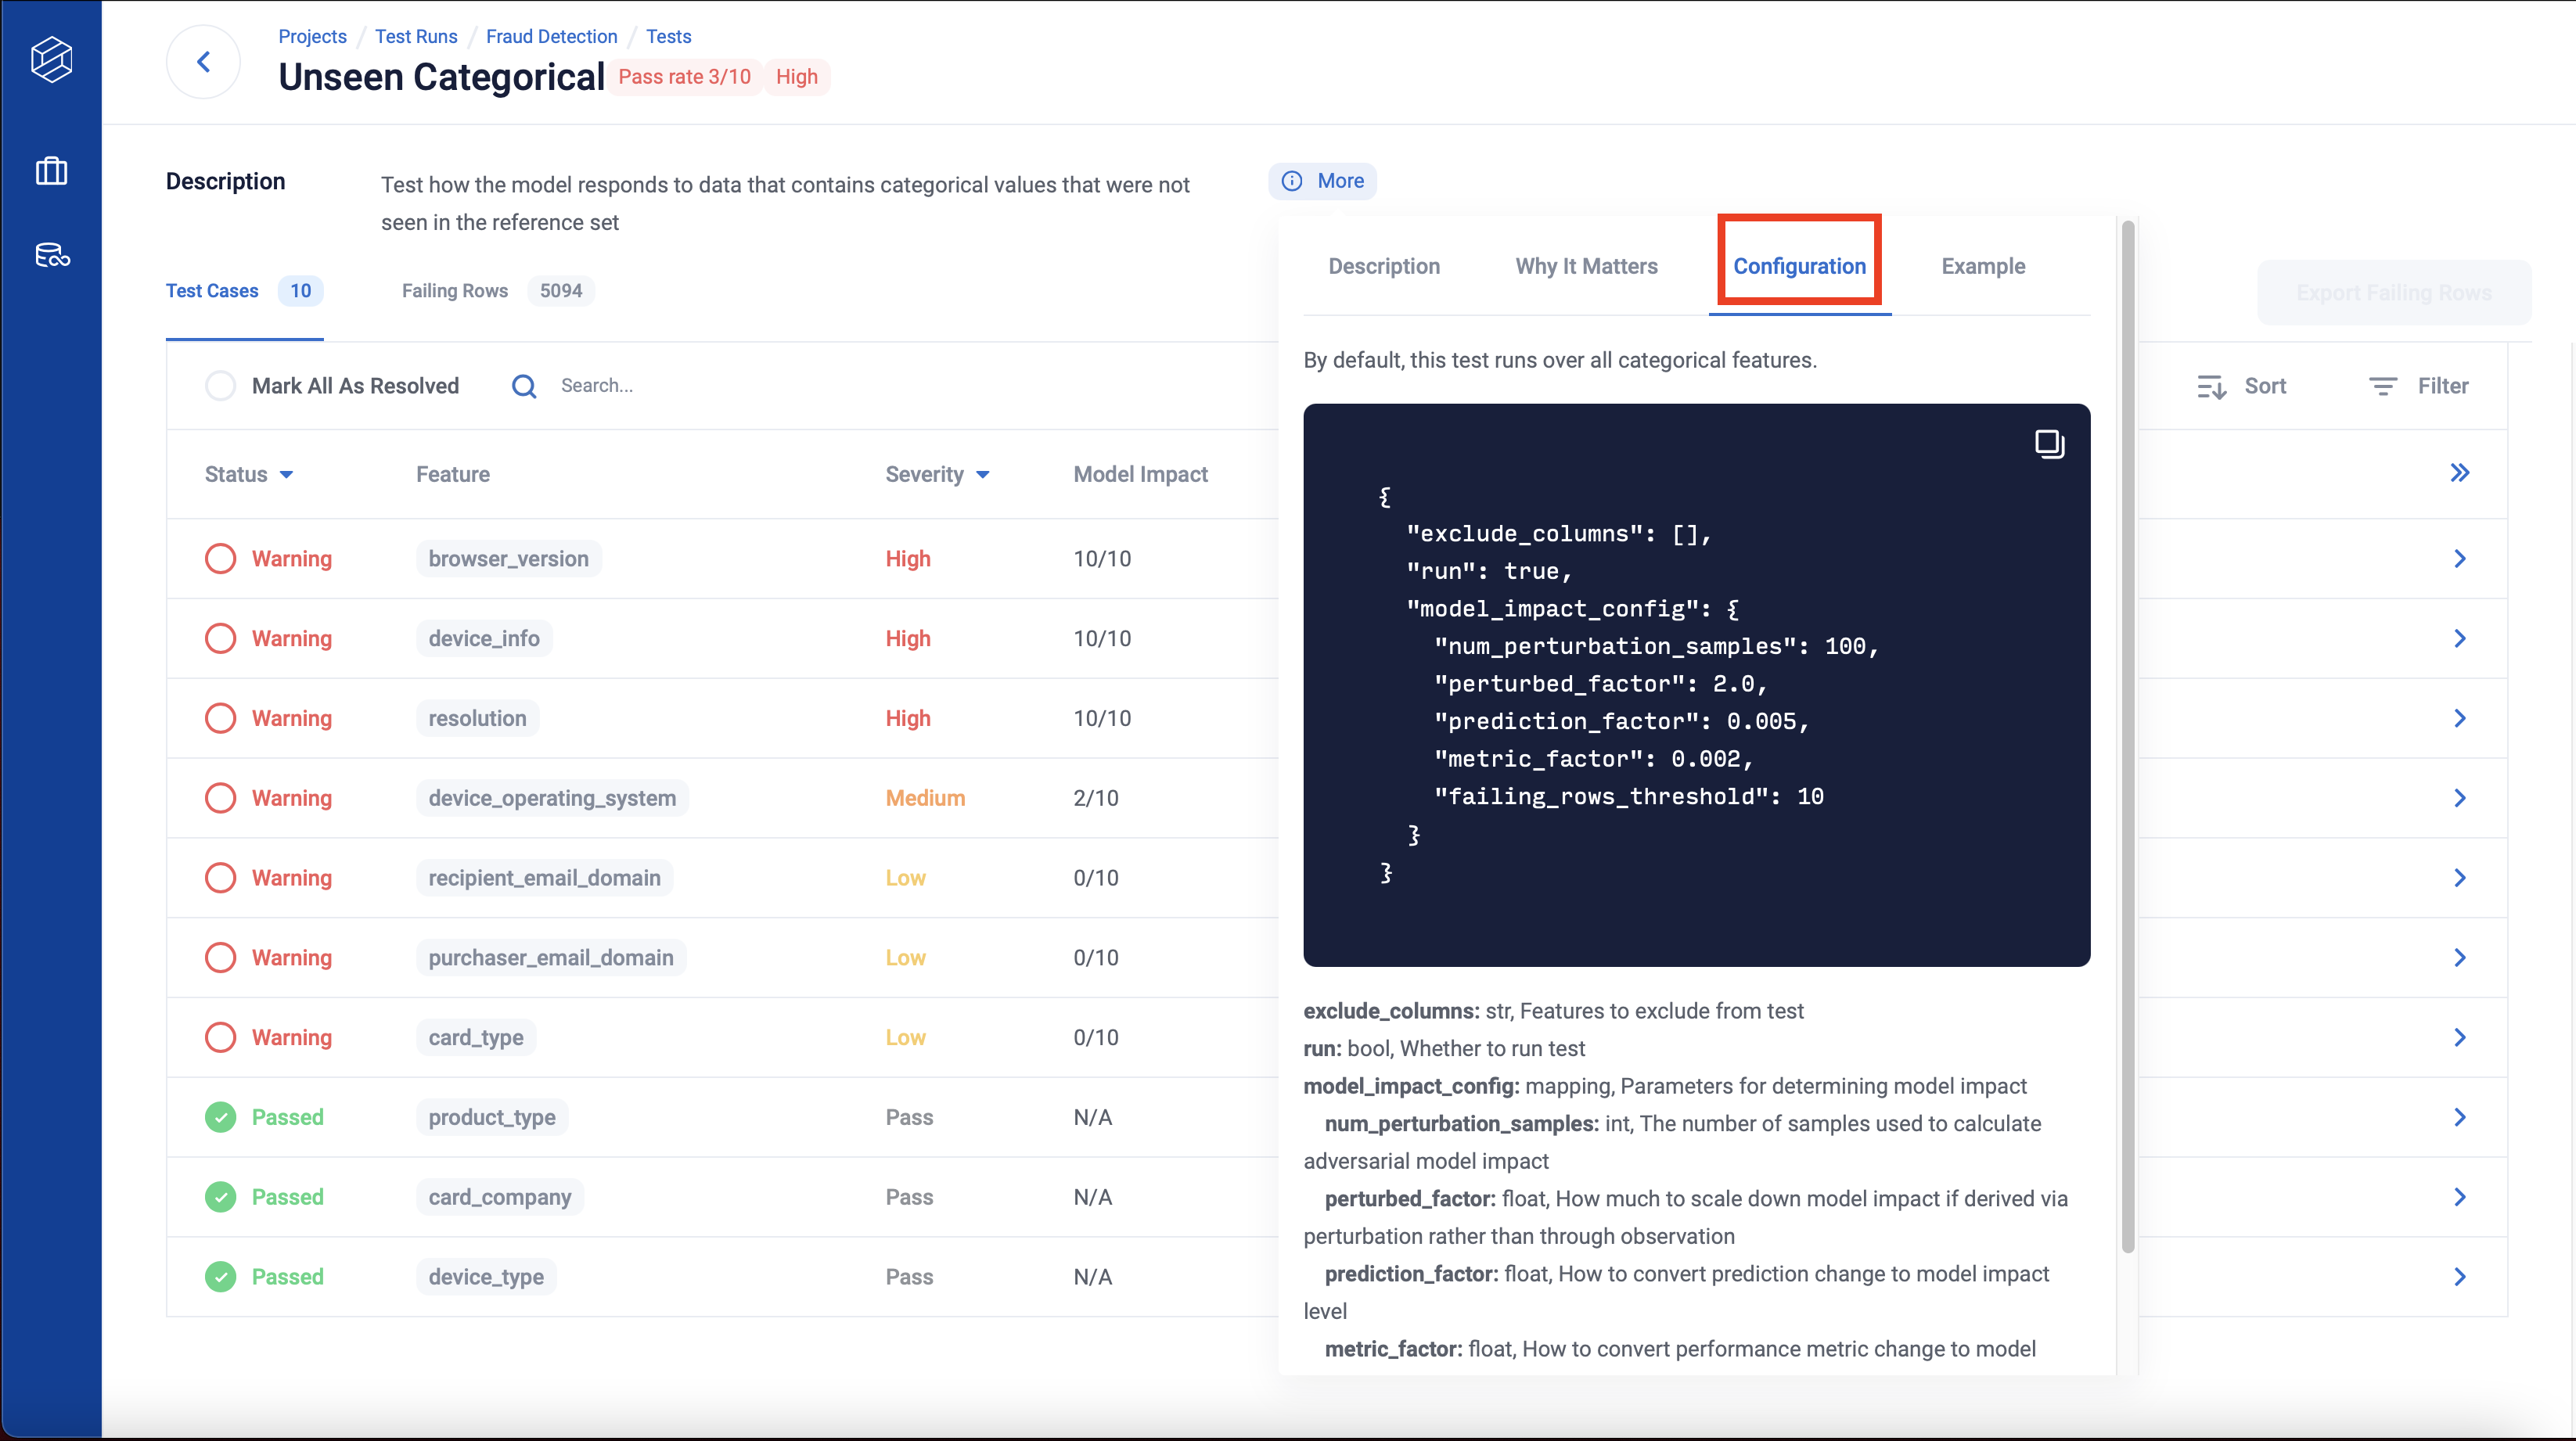 Projects / Test Runs / Fraud Detection / Tests
Unseen Categorical Pass rate 3/10 High
Description
Test how the model responds to data that contains categorical values that were not
seen in the reference set
More
Test Cases 10 Failing Rows 5094
Export Failing Rows
Mark All As Resolved Search...
Sort Filter
Status Feature Severity Model Impact
Warning browser_version High 10/10
Warning device_info High 10/10
Warning resolution High 10/10
Warning device_operating_system Medium 2/10
Warning recipient_email_domain Low 0/10
Warning purchaser_email_domain Low 0/10
Warning card_type Low 0/10
Passed product_type Pass N/A
Passed card_company Pass N/A
Passed device_type Pass N/A
Description Why It Matters Configuration Example
By default, this test runs over all categorical features.
{
"exclude_columns": [],
"run": true,
"model_impact_config": {
"num_perturbation_samples": 100,
"perturbed_factor": 2.0,
"prediction_factor": 0.005,
"metric_factor": 0.002,
"failing_rows_threshold": 10
}
}
exclude_columns: str, Features to exclude from test
run: bool, Whether to run test
model_impact_config: mapping, Parameters for determining model impact
num_perturbation_samples: int, The number of samples used to calculate
adversarial model impact
perturbed_factor: float, How much to scale down model impact if derived via
perturbation rather than through observation
prediction_factor: float, How to convert prediction change to model impact
level
metric_factor: float, How to convert performance metric change to model